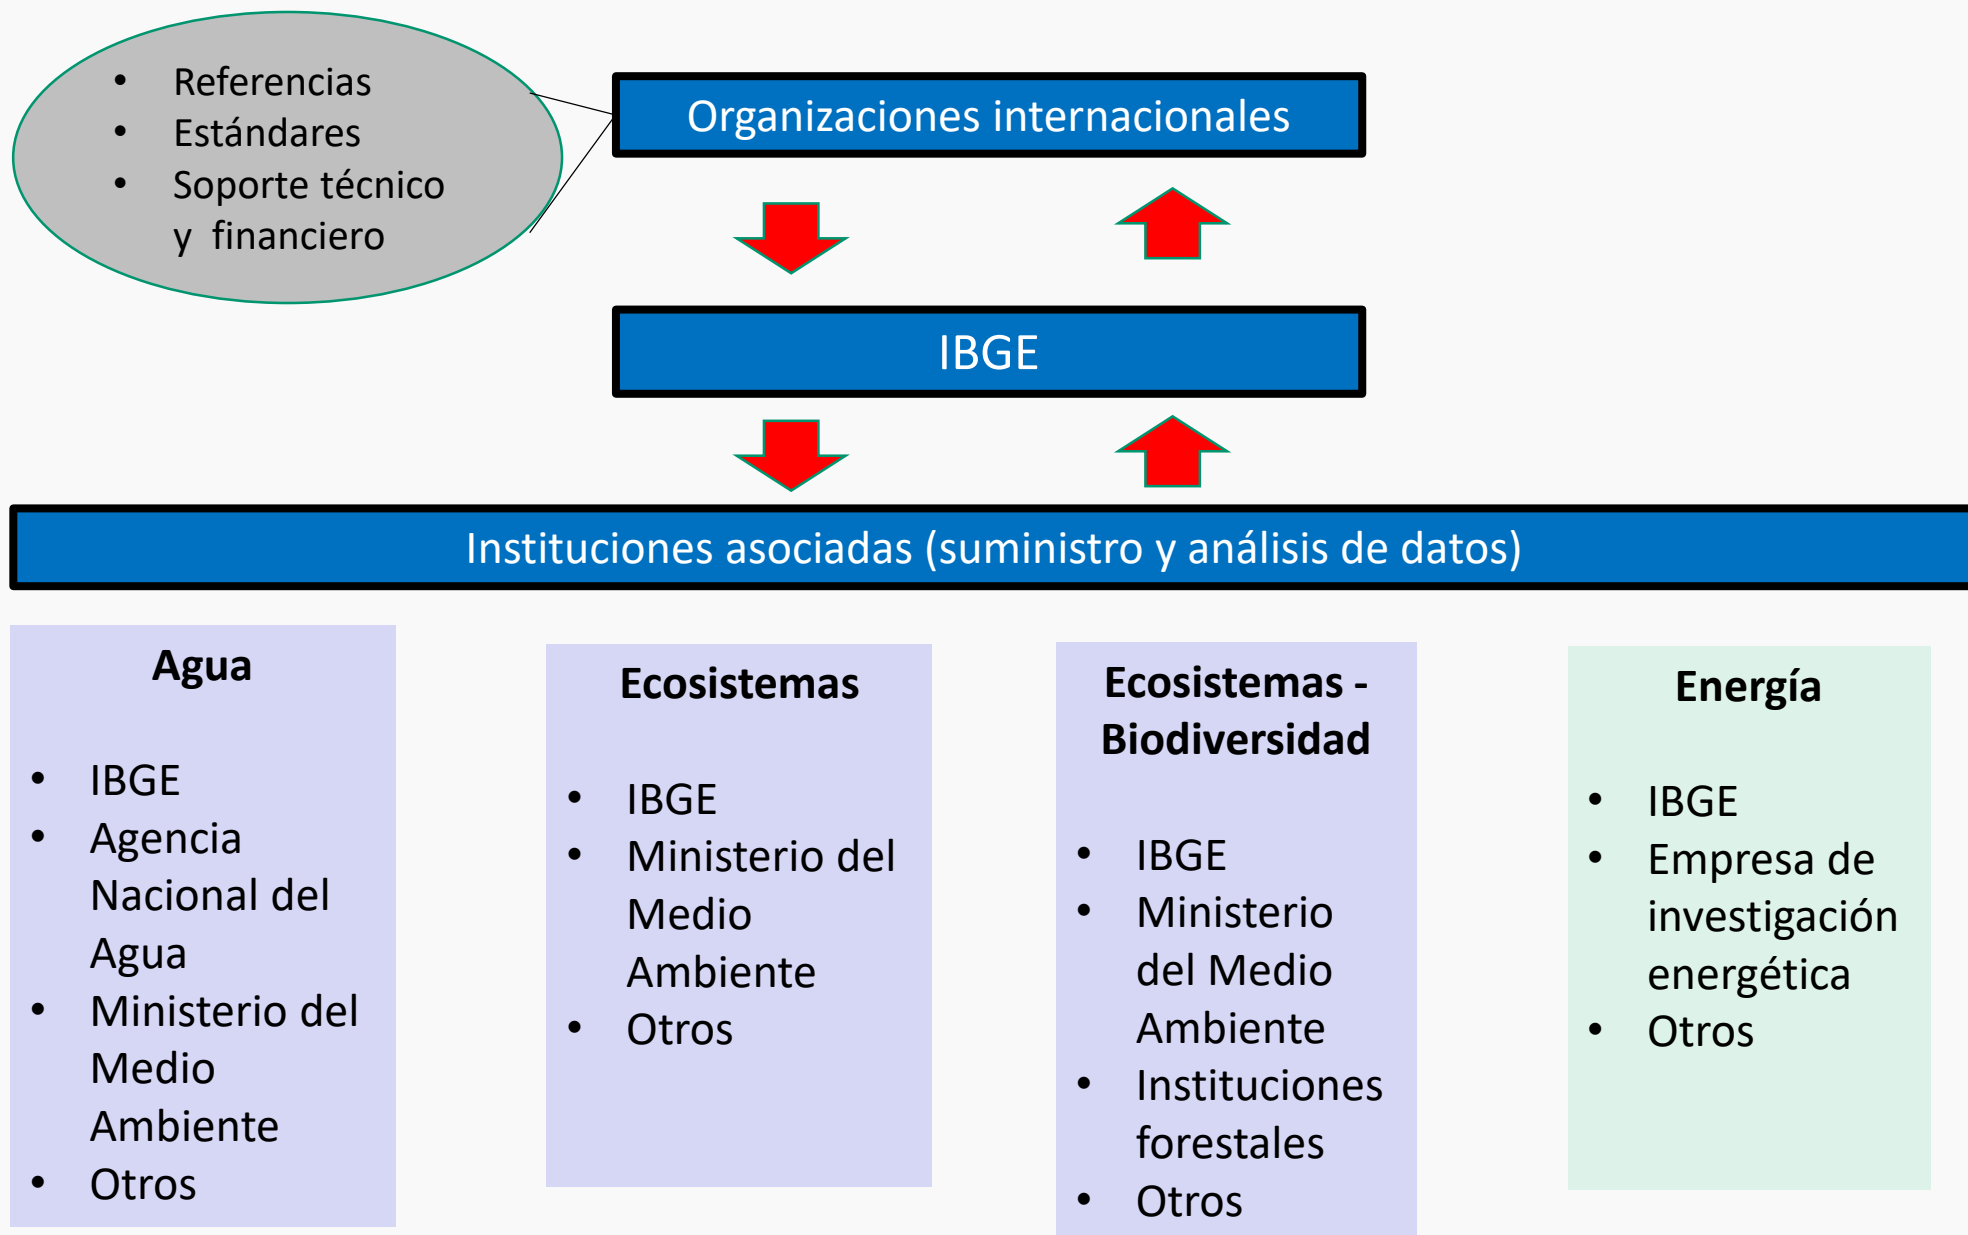 • Referencias
• Estándares
• Soporte técnico
y financiero
Organizaciones internacionales
IBGE
Instituciones asociadas (suministro y análisis de datos)
Agua
• IBGE
• Agencia
Nacional del
Agua
• Ministerio del
Medio
Ambiente
• Otros
Ecosistemas
• IBGE
• Ministerio del
Medio
Ambiente
• Otros
Ecosistemas -
Biodiversidad
• IBGE
• Ministerio
del Medio
Ambiente
• Instituciones
forestales
• Otros
Energía
• IBGE
• Empresa de
investigación
energética
• Otros